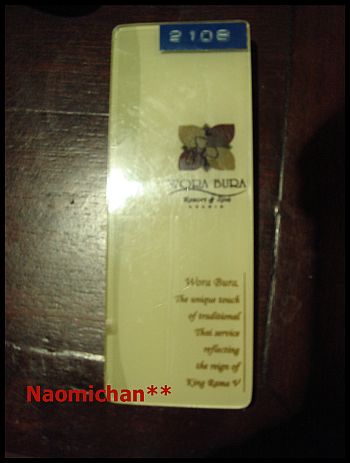 2108
WORA BURA
Resort & Spa
Wora Bura,
The unique touch
of traditional
Thai service
reflecting
the reign of
King Rama V
Naomichan**